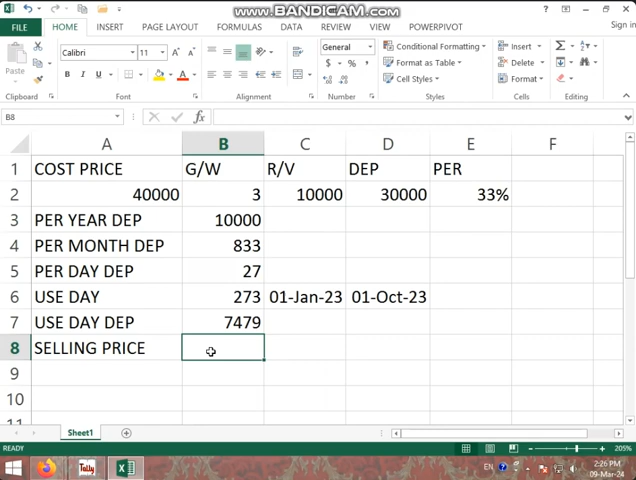 www.BANDICAM.com
FILE HOME INSERT PAGE LAYOUT FORMULAS DATA REVIEW VIEW POWERPIVOT Sign in
Calibri 11 General Conditional Formatting Insert
Paste B I U $ % , Format as Table Delete
Cell Styles Format
Clipboard Font Alignment Number Styles Cells Editing
B8 fx
A B C D E F
1 COST PRICE G/W R/V DEP PER
2 40000 3 10000 30000 33%
3 PER YEAR DEP 10000
4 PER MONTH DEP 833
5 PER DAY DEP 27
6 USE DAY 273 01-Jan-23 01-Oct-23
7 USE DAY DEP 7479
8 SELLING PRICE
9
10
11
Sheet1
READY 205%
Tally EN 2:26 PM
09-Mar-24